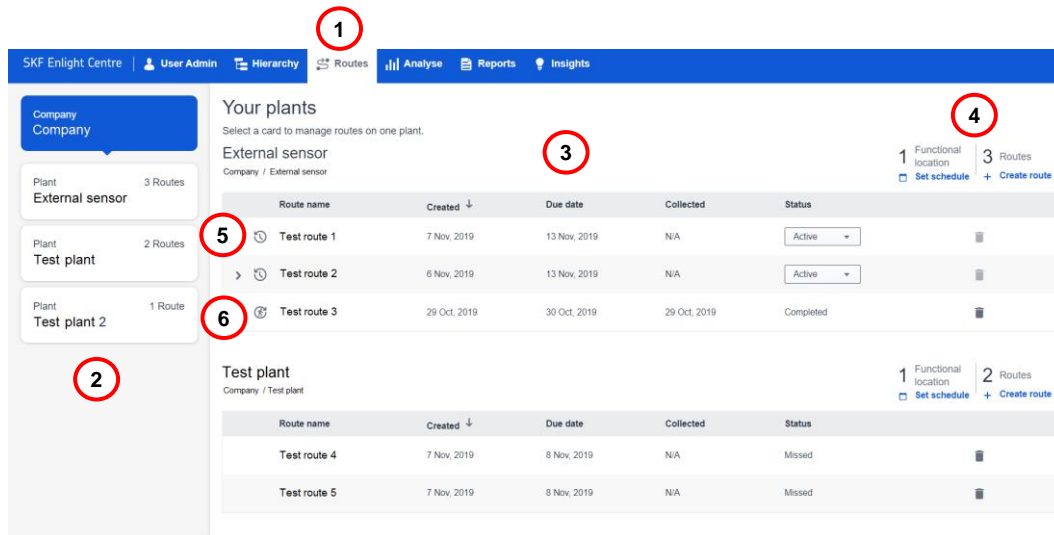 1
SKF Enlight Centre User Admin Hierarchy Routes Analyse Reports Insights
Company
Company
Plant 3 Routes
External sensor
Plant 2 Routes
Test plant
Plant 1 Route
Test plant 2
2
Your plants
Select a card to manage routes on one plant.
3
4
External sensor
Company / External sensor
1 Functional location 3 Routes
Set schedule + Create route
Route name Created ↓ Due date Collected Status
5 Test route 1 7 Nov, 2019 13 Nov, 2019 N/A Active
Test route 2 6 Nov, 2019 13 Nov, 2019 N/A Active
6 Test route 3 29 Oct, 2019 30 Oct, 2019 29 Oct, 2019 Completed
Test plant
Company / Test plant
1 Functional location 2 Routes
Set schedule + Create route
Route name Created ↓ Due date Collected Status
Test route 4 7 Nov, 2019 8 Nov, 2019 N/A Missed
Test route 5 7 Nov, 2019 8 Nov, 2019 N/A Missed